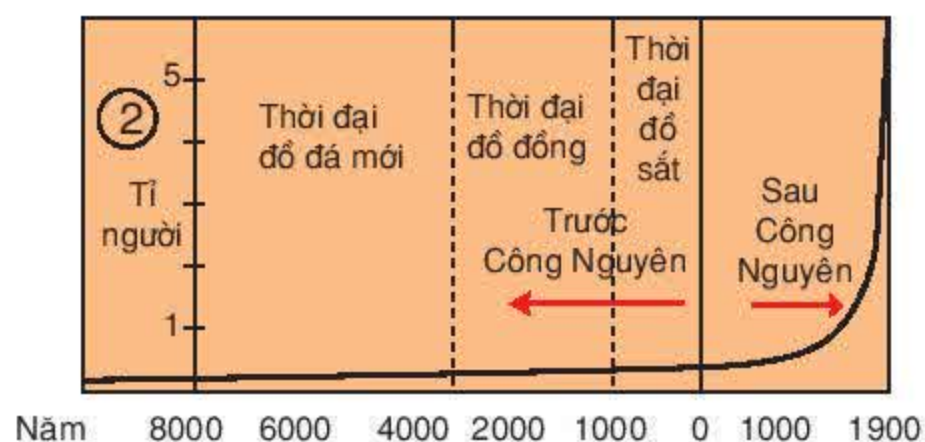 5
2
Tỉ
người
1
Thời đại
đồ đá mới
Thời đại
đồ đồng
Thời
đại
đồ
sắt
Trước
Công Nguyên
Sau
Công
Nguyên
Năm 8000 6000 4000 2000 1000 0 1000 1900